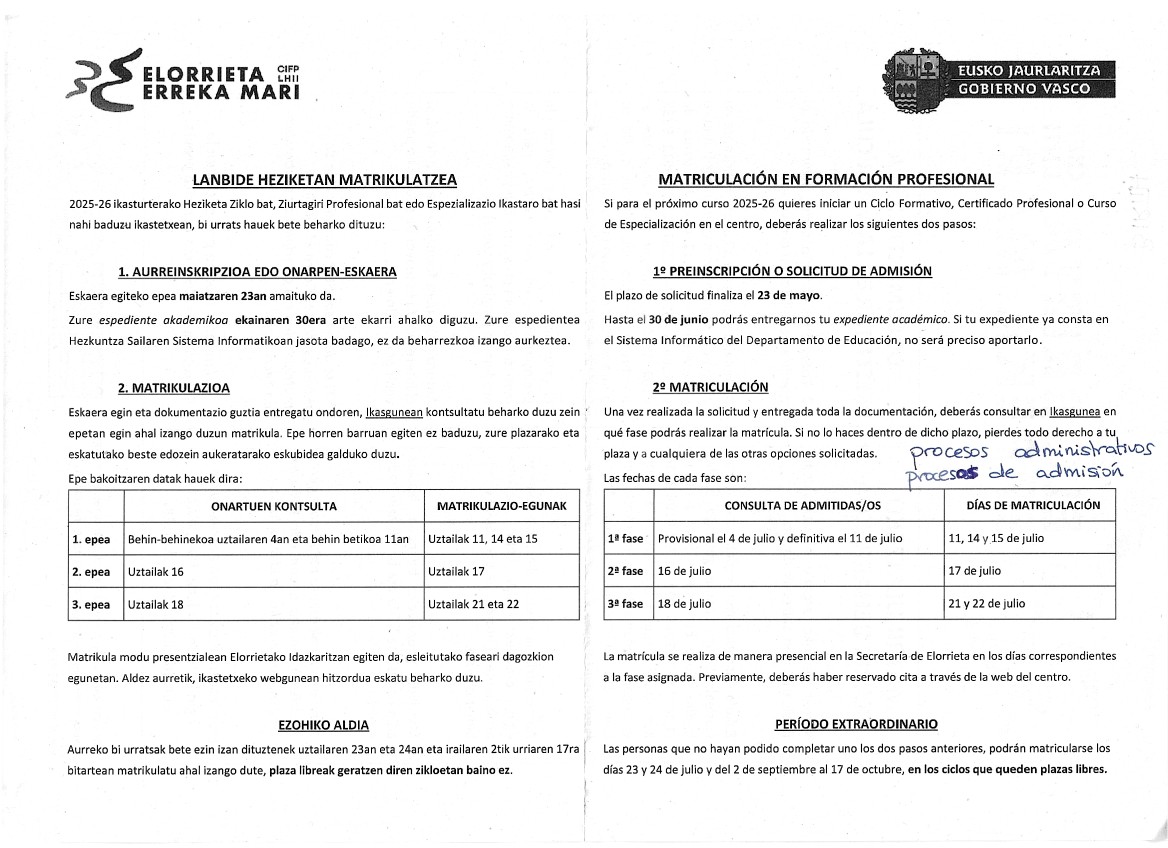 ELORRIETA CIFP
LHII
ERREKA MARI
LANBIDE HEZIKETAN MATRIKULATZEA
2025-26 ikasturterako Heziketa Ziklo bat, Ziurtagiri Profesional bat edo Espezializazio Ikastaro bat hasi
nahi baduzu ikastetxean, bi urrats hauek bete beharko dituzu:
1. AURREINSKRIPZIOA EDO ONARPEN-ESKAERA
Eskaera egiteko epea maiatzaren 23an amaituko da.
Zure espediente akademikoa ekainaren 30era arte ekarri ahalko diguzu. Zure espedientea
Hezkuntza Sailaren Sistema Informatikoan jasota badago, ez da beharrezkoa izango aurkeztea.
2. MATRIKULAZIOA
Eskaera egin eta dokumentazio guztia entregatu ondoren, Ikasgunean kontsultatu beharko duzu zein
epetan egin ahal izango duzun matrikula. Epe horren barruan egiten ez baduzu, zure plazarako eta
eskatutako beste edozein aukeratarako eskubidea galduko duzu.
Epe bakoitzaren datak hauek dira:
ONARTUEN KONTSULTA MATRIKULAZIO-EGUNAK
1. epea Behin-behinekoa uztailaren 4an eta behin betikoa 11an Uztailak 11, 14 eta 15
2. epea Uztailak 16 Uztailak 17
3. epea Uztailak 18 Uztailak 21 eta 22
Matrikula modu presentzialean Elorrietako Idazkaritzan egiten da, esleitutako faseari dagozkion
egunetan. Aldez aurretik, ikastetxeko webgunean hitzordua eskatu beharko duzu.
EZOHIKO ALDIA
Aurreko bi urratsak bete ezin izan dituztenek uztailaren 23an eta 24an eta irailaren 2tik urriaren 17ra
bitartean matrikulatu ahal izango dute, plaza libreak geratzen diren zikloetan baino ez.
EUSKO JAURLARITZA
GOBIERNO VASCO
MATRICULACIÓN EN FORMACIÓN PROFESIONAL
Si para el próximo curso 2025-26 quieres iniciar un Ciclo Formativo, Certificado Profesional o Curso
de Especialización en el centro, deberás realizar los siguientes dos pasos:
1º PREINSCRIPCIÓN O SOLICITUD DE ADMISIÓN
El plazo de solicitud finaliza el 23 de mayo.
Hasta el 30 de junio podrás entregarnos tu expediente académico. Si tu expediente ya consta en
el Sistema Informático del Departamento de Educación, no será preciso aportarlo.
2º MATRICULACIÓN
Una vez realizada la solicitud y entregada toda la documentación, deberás consultar en Ikasgunea en
qué fase podrás realizar la matrícula. Si no lo haces dentro de dicho plazo, pierdes todo derecho a tu
plaza y a cualquiera de las otras opciones solicitadas.
procesos administrativos
procesos de admisión
Las fechas de cada fase son:
CONSULTA DE ADMITIDAS/OS DÍAS DE MATRICULACIÓN
1ª fase Provisional el 4 de julio y definitiva el 11 de julio 11, 14 y 15 de julio
2ª fase 16 de julio 17 de julio
3ª fase 18 de julio 21 y 22 de julio
La matrícula se realiza de manera presencial en la Secretaría de Elorrieta en los días correspondientes
a la fase asignada. Previamente, deberás haber reservado cita a través de la web del centro.
PERÍODO EXTRAORDINARIO
Las personas que no hayan podido completar uno los dos pasos anteriores, podrán matricularse los
días 23 y 24 de julio y del 2 de septiembre al 17 de octubre, en los ciclos que queden plazas libres.